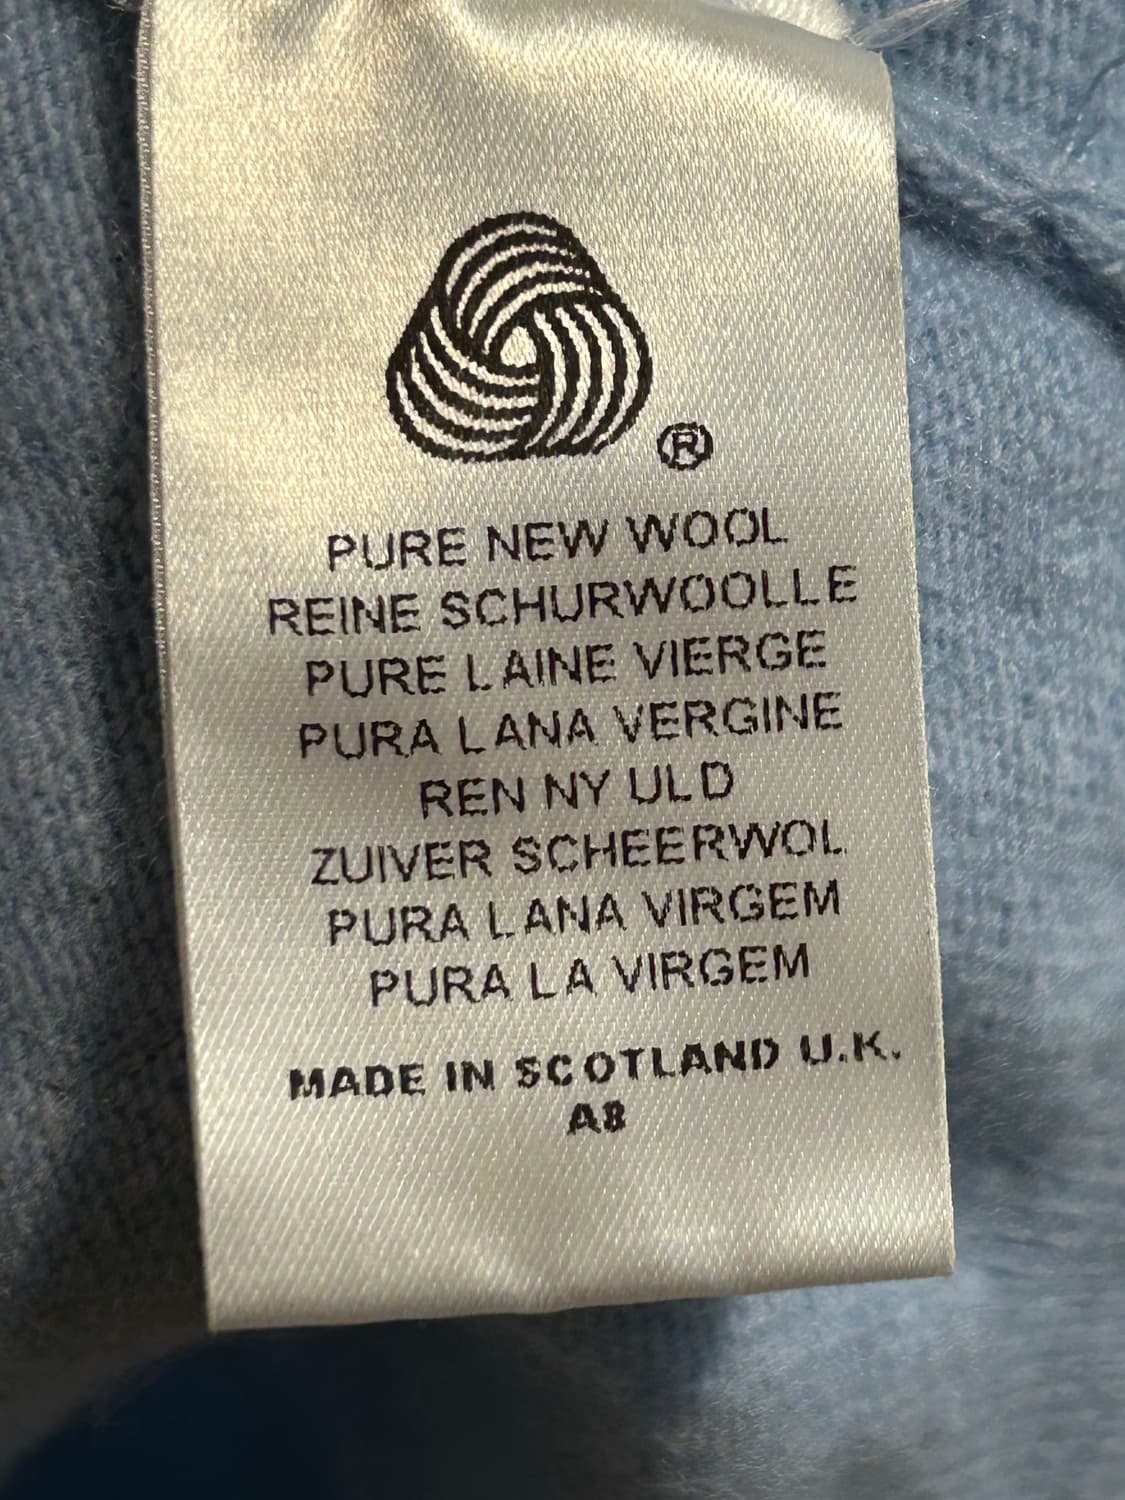 ®
PURE NEW WOOL
REINE SCHURWOOLLE
PURE LAINE VIERGE
PURA LANA VERGINE
REN NY ULD
ZUIVER SCHEERWOL
PURA LANA VIRGEM
PURA LA VIRGEM
MADE IN SCOTLAND U.K.
A8